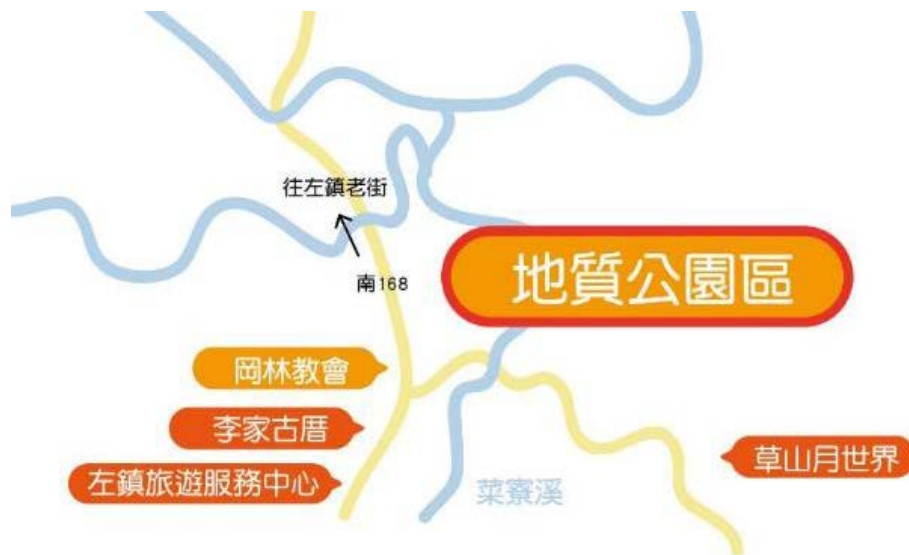 往左鎮老街
南168
地質公園區
岡林教會
李家古厝
左鎮旅遊服務中心
草山月世界
菜寮溪